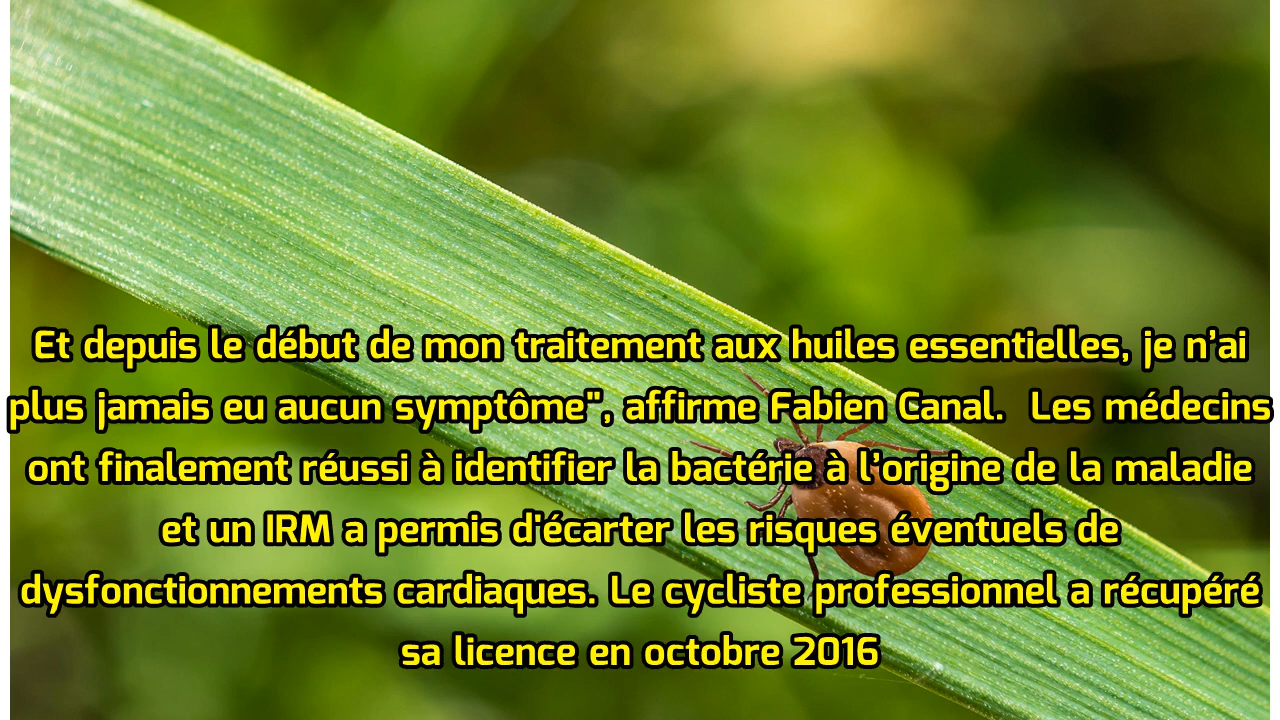 Et depuis le début de mon traitement aux huiles essentielles, je n’ai
plus jamais eu aucun symptôme", affirme Fabien Canal.  Les médecins
ont finalement réussi à identifier la bactérie à l’origine de la maladie
et un IRM a permis d'écarter les risques éventuels de
dysfonctionnements cardiaques. Le cycliste professionnel a récupéré
sa licence en octobre 2016